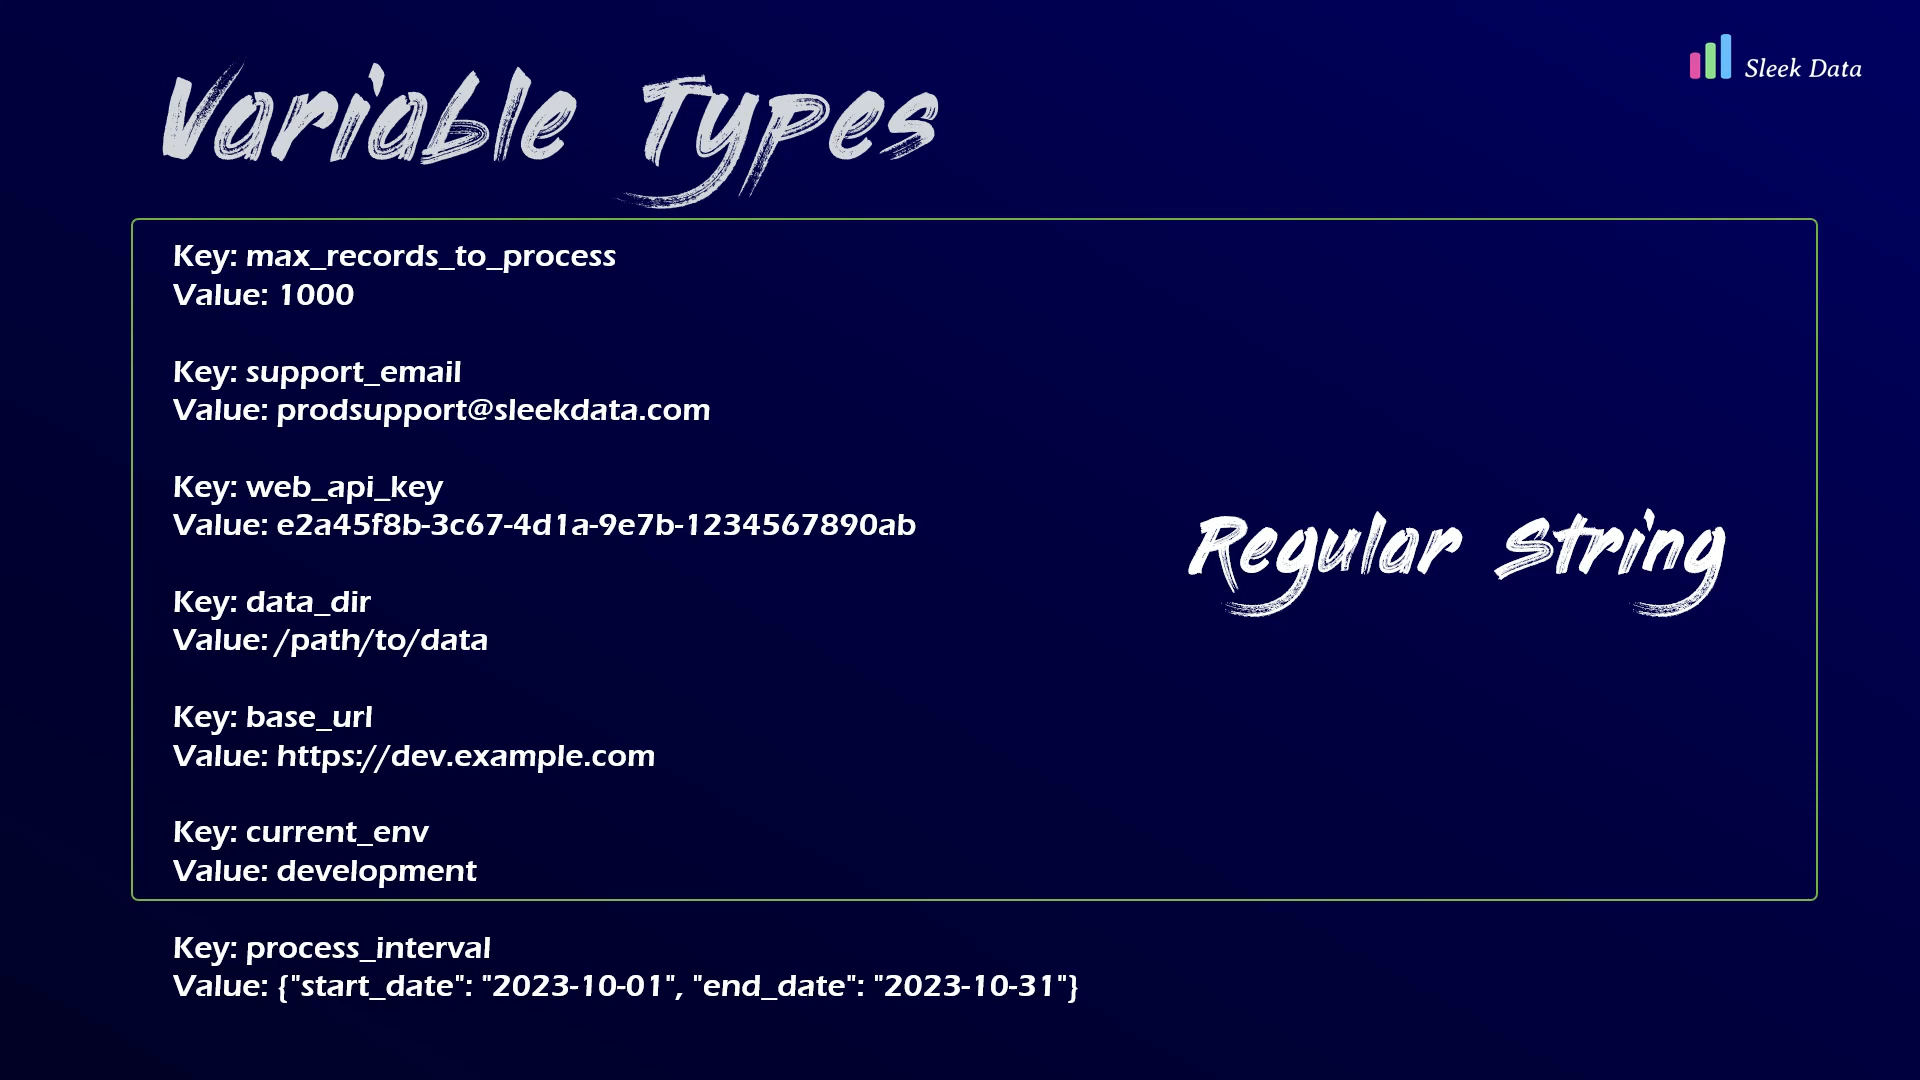 Variable Types
Sleek Data
Key: max_records_to_process
Value: 1000
Key: support_email
Value: prodsupport@sleekdata.com
Key: web_api_key
Value: e2a45f8b-3c67-4d1a-9e7b-1234567890ab
Key: data_dir
Value: /path/to/data
Key: base_url
Value: https://dev.example.com
Key: current_env
Value: development
Regular String
Key: process_interval
Value: {"start_date": "2023-10-01", "end_date": "2023-10-31"}